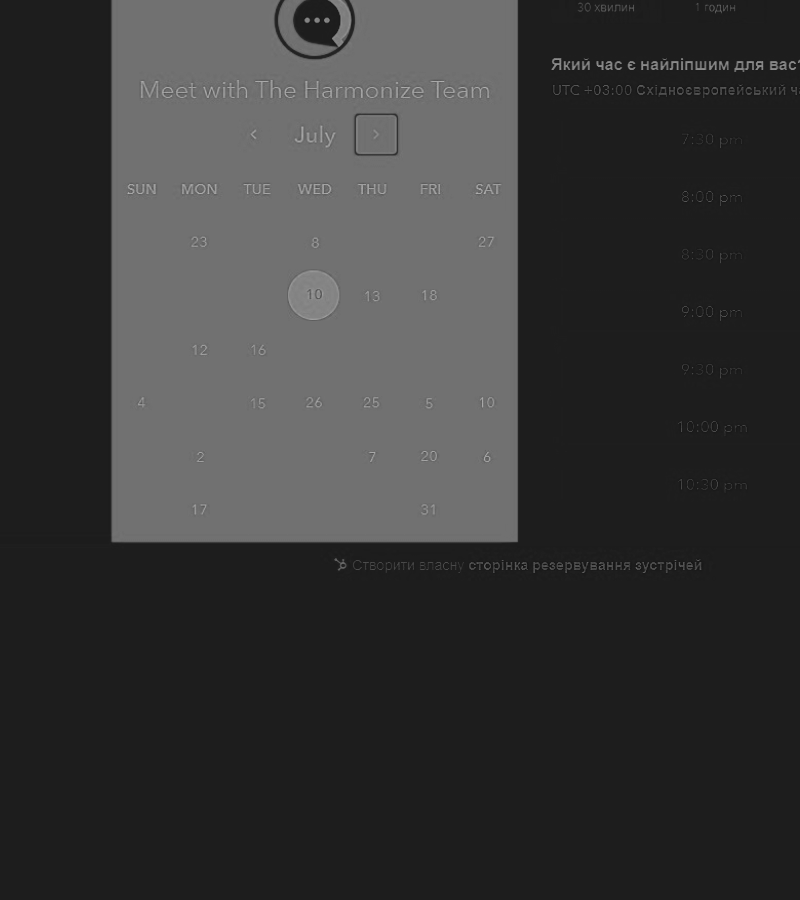 30 хвилин 1 годин
Meet with The Harmonize Team
July
SUN MON TUE WED THU FRI SAT
23 8 27
10 13 18
12 16
4 15 26 25 5 10
2 7 20 6
17 31
Який час є найліпшим для вас?
UTC +03:00 Східноєвропейський ча
7:30 pm
8:00 pm
8:30 pm
9:00 pm
9:30 pm
10:00 pm
10:30 pm
Створити власну сторінка резервування зустрічей